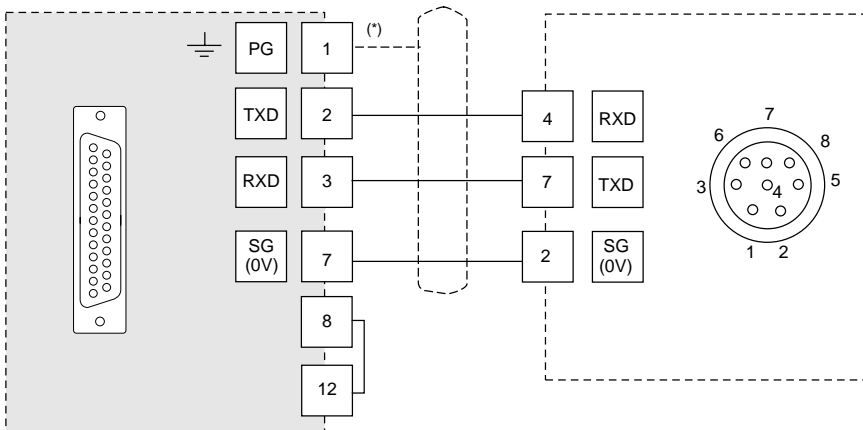 PG 1 (*)
TXD 2 4 RXD
RXD 3 7 TXD
SG
(0V) 7 2 SG
(0V)
8
12
7
6 8
3 4 5
1 2